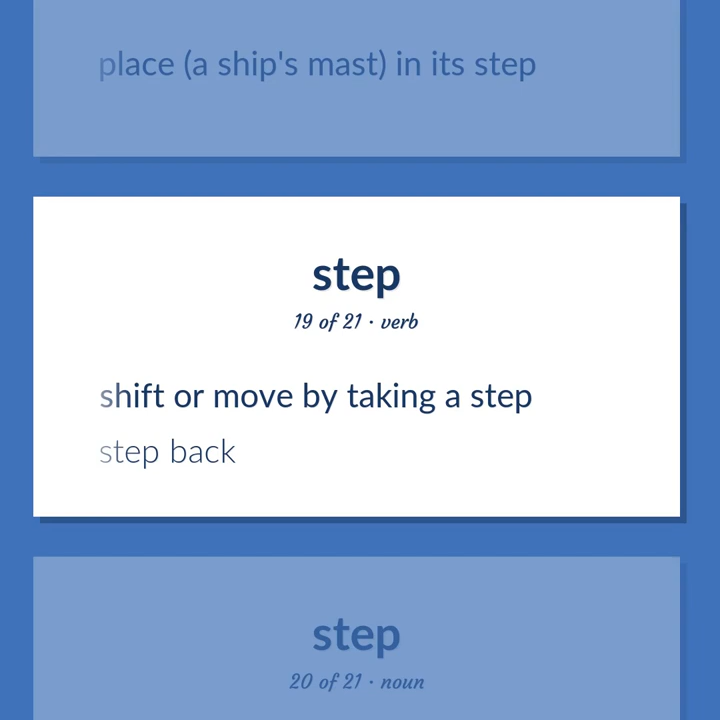 place (a ship's mast) in its step
step
19 of 21 · verb
shift or move by taking a step
step back
step
20 of 21 · noun